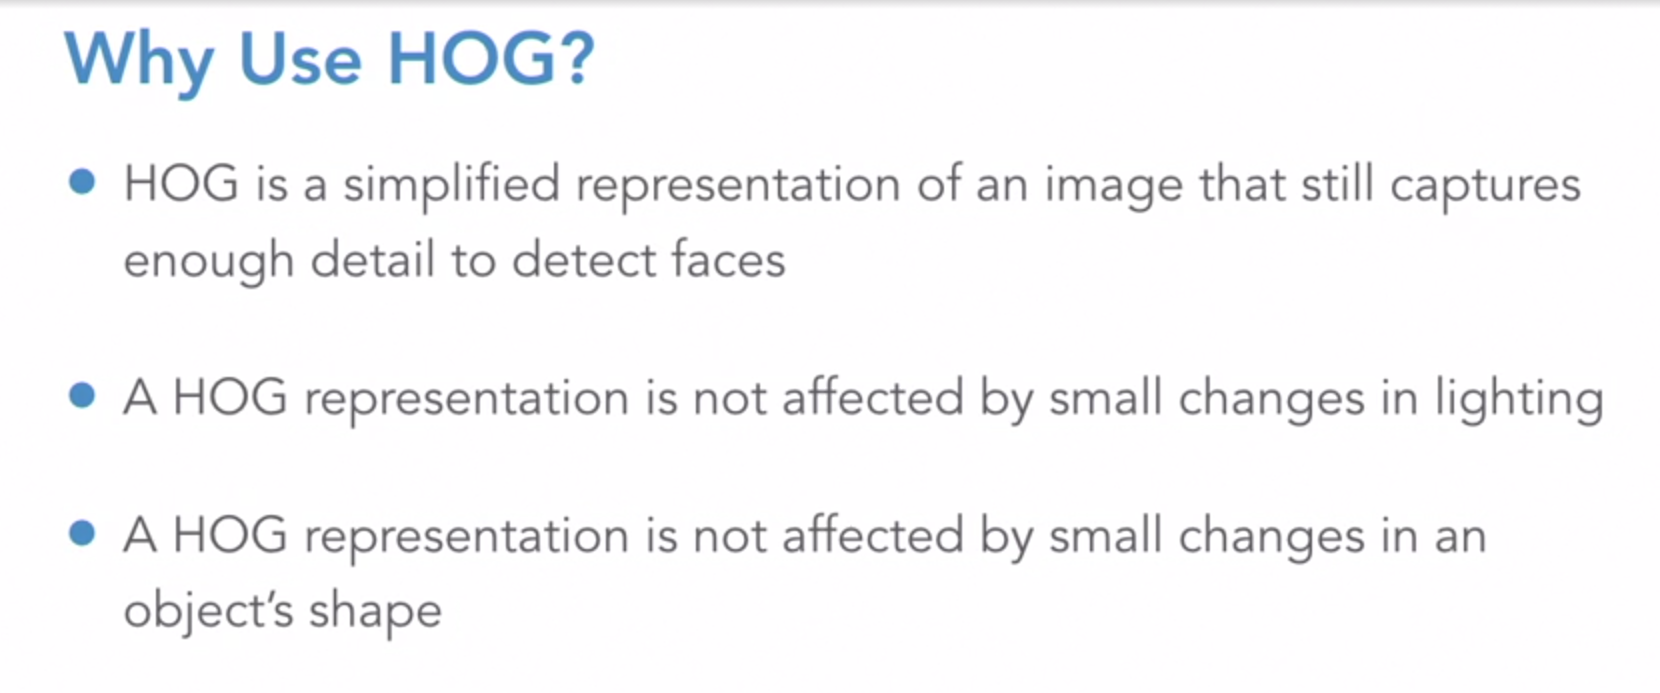 Why Use HOG?
HOG is a simplified representation of an image that still captures
enough detail to detect faces
A HOG representation is not affected by small changes in lighting
A HOG representation is not affected by small changes in an
object’s shape